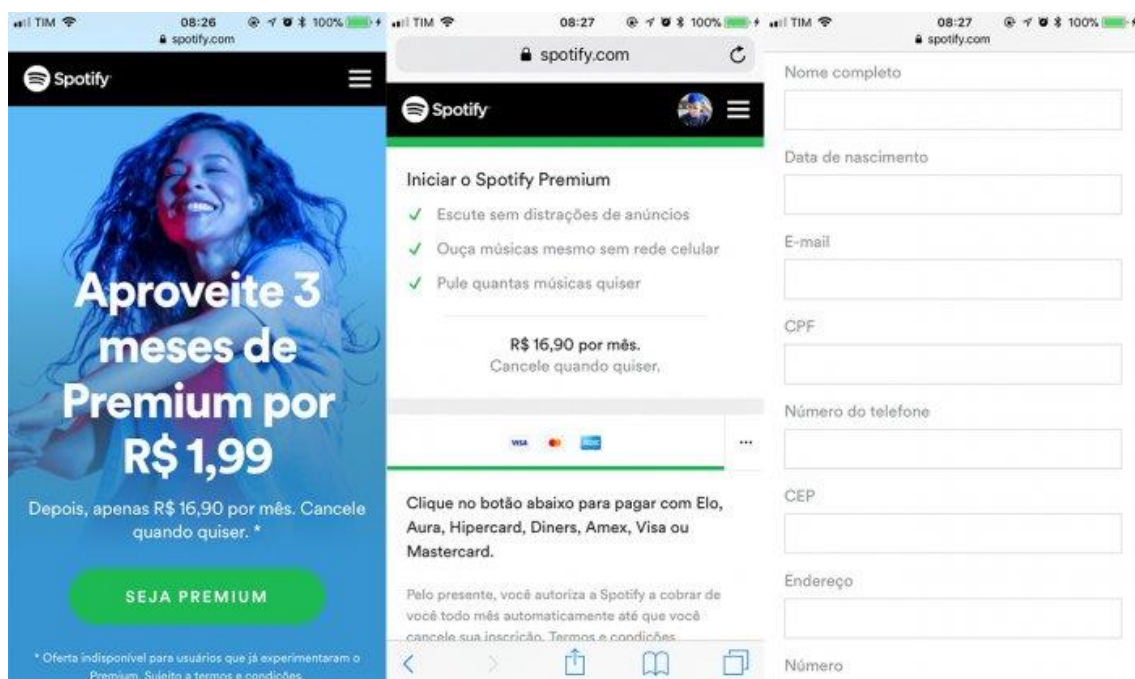 TIM 08:26 100%
spotify.com
Spotify
Aproveite 3
meses de
Premium por
R$ 1,99
Depois, apenas R$ 16,90 por mês. Cancele
quando quiser. *
SEJA PREMIUM
* Oferta indisponível para usuários que já experimentaram o
Premium. Sujeito a termos e condições.
TIM 08:27 100%
spotify.com
Spotify
Iniciar o Spotify Premium
Escute sem distrações de anúncios
Ouça músicas mesmo sem rede celular
Pule quantas músicas quiser
R$ 16,90 por mês.
Cancele quando quiser.
VISA
Clique no botão abaixo para pagar com Elo,
Aura, Hipercard, Diners, Amex, Visa ou
Mastercard.
Pelo presente, você autoriza a Spotify a cobrar de
você todo mês automaticamente até que você
cancele sua inscrição. Termos e condições
TIM 08:27 100%
spotify.com
Nome completo
Data de nascimento
E-mail
CPF
Número do telefone
CEP
Endereço
Número